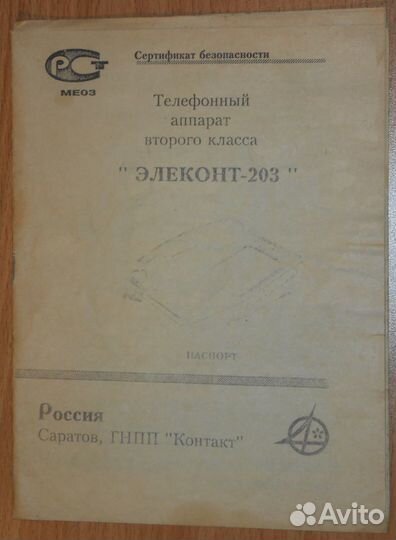 РСТ
МЕ03
Сертификат безопасности
Телефонный
аппарат
второго класса
" ЭЛЕКОНТ-203 "
ПАСПОРТ
Россия
Саратов, ГНПП "Контакт"
Avito